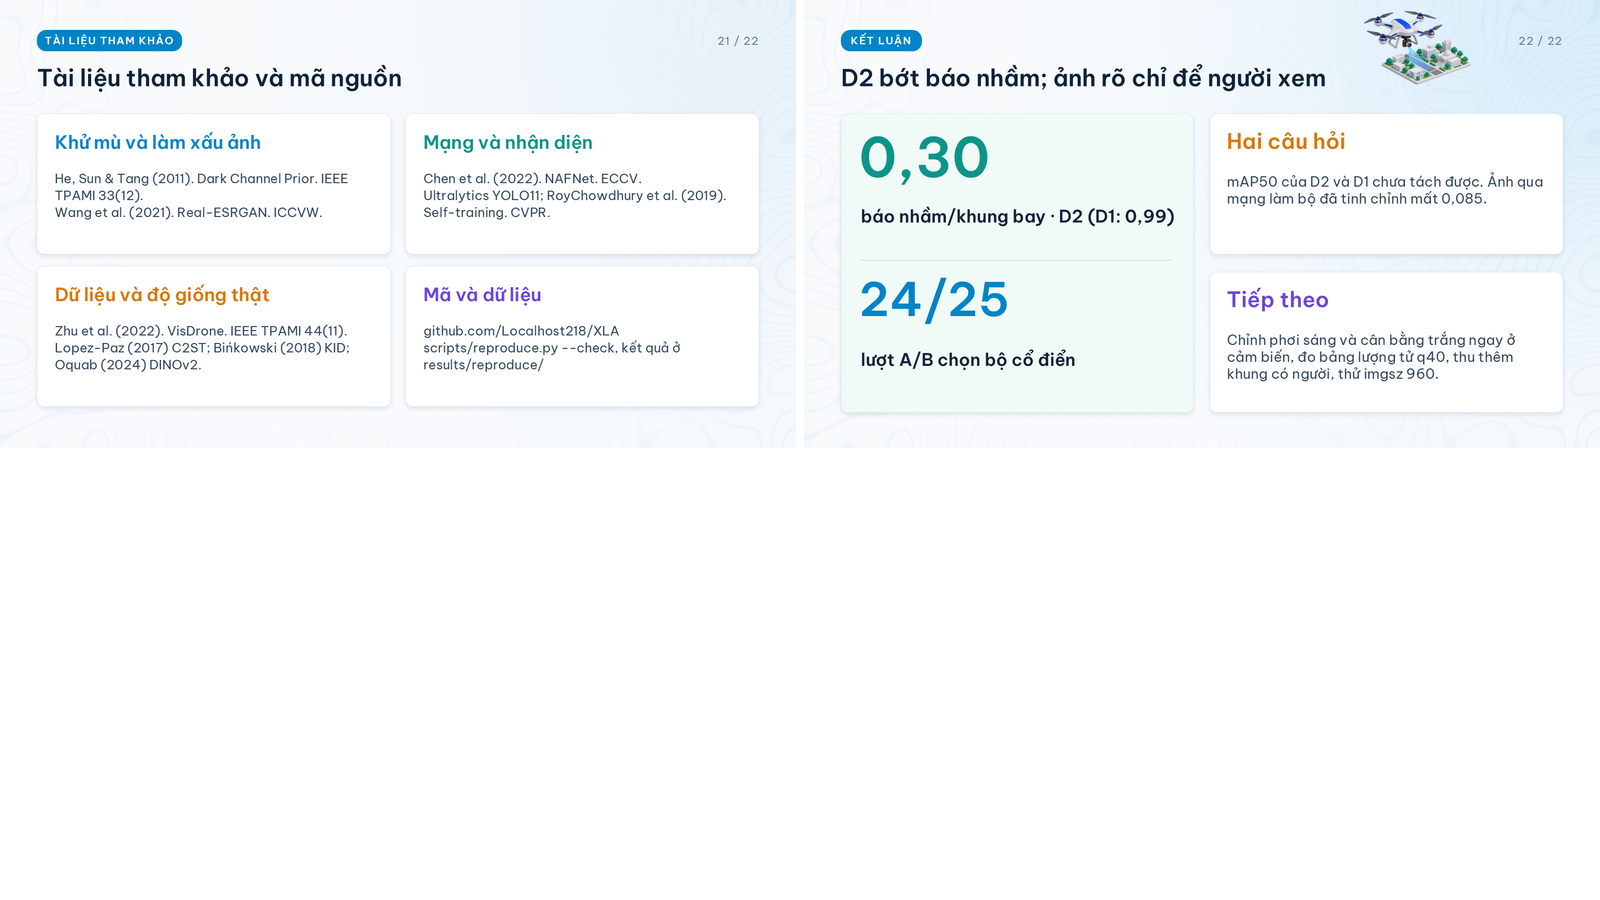 TÀI LIỆU THAM KHẢO
21 / 22
Tài liệu tham khảo và mã nguồn
Khử mù và làm xấu ảnh
He, Sun & Tang (2011). Dark Channel Prior. IEEE
TPAMI 33(12).
Wang et al. (2021). Real-ESRGAN. ICCVW.
Mạng và nhận diện
Chen et al. (2022). NAFNet. ECCV.
Ultralytics YOLO11; RoyChowdhury et al. (2019).
Self-training. CVPR.
Dữ liệu và độ giống thật
Zhu et al. (2022). VisDrone. IEEE TPAMI 44(11).
Lopez-Paz (2017) C2ST; Bińkowski (2018) KID;
Oquab (2024) DINOv2.
Mã và dữ liệu
github.com/Localhost218/XLA
scripts/reproduce.py --check, kết quả ở
results/reproduce/
KẾT LUẬN
22 / 22
D2 bớt báo nhầm; ảnh rõ chỉ để người xem
0,30
báo nhầm/khung bay · D2 (D1: 0,99)
24/25
lượt A/B chọn bộ cổ điển
Hai câu hỏi
mAP50 của D2 và D1 chưa tách được. Ảnh qua
mạng làm bộ đã tinh chỉnh mất 0,085.
Tiếp theo
Chỉnh phơi sáng và cân bằng trắng ngay ở
cảm biến, đo bảng lượng tử q40, thu thêm
khung có người, thử imgsz 960.